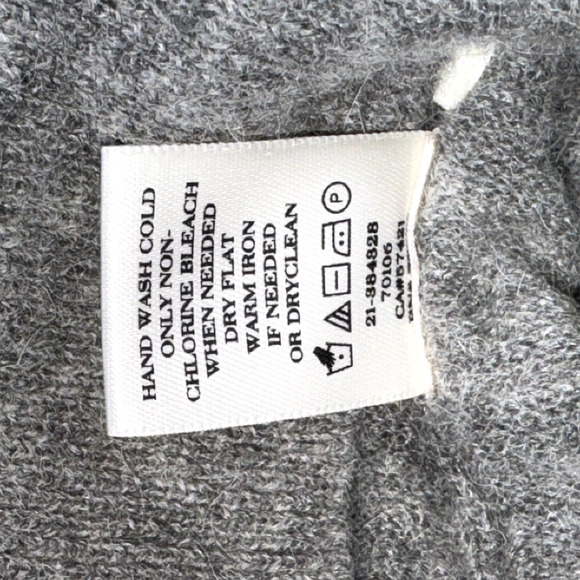 HAND WASH COLD
ONLY NON-
CHLORINE BLEACH
WHEN NEEDED
DRY FLAT
WARM IRON
IF NEEDED
OR DRYCLEAN
P
21-384828
70106
CA#57421